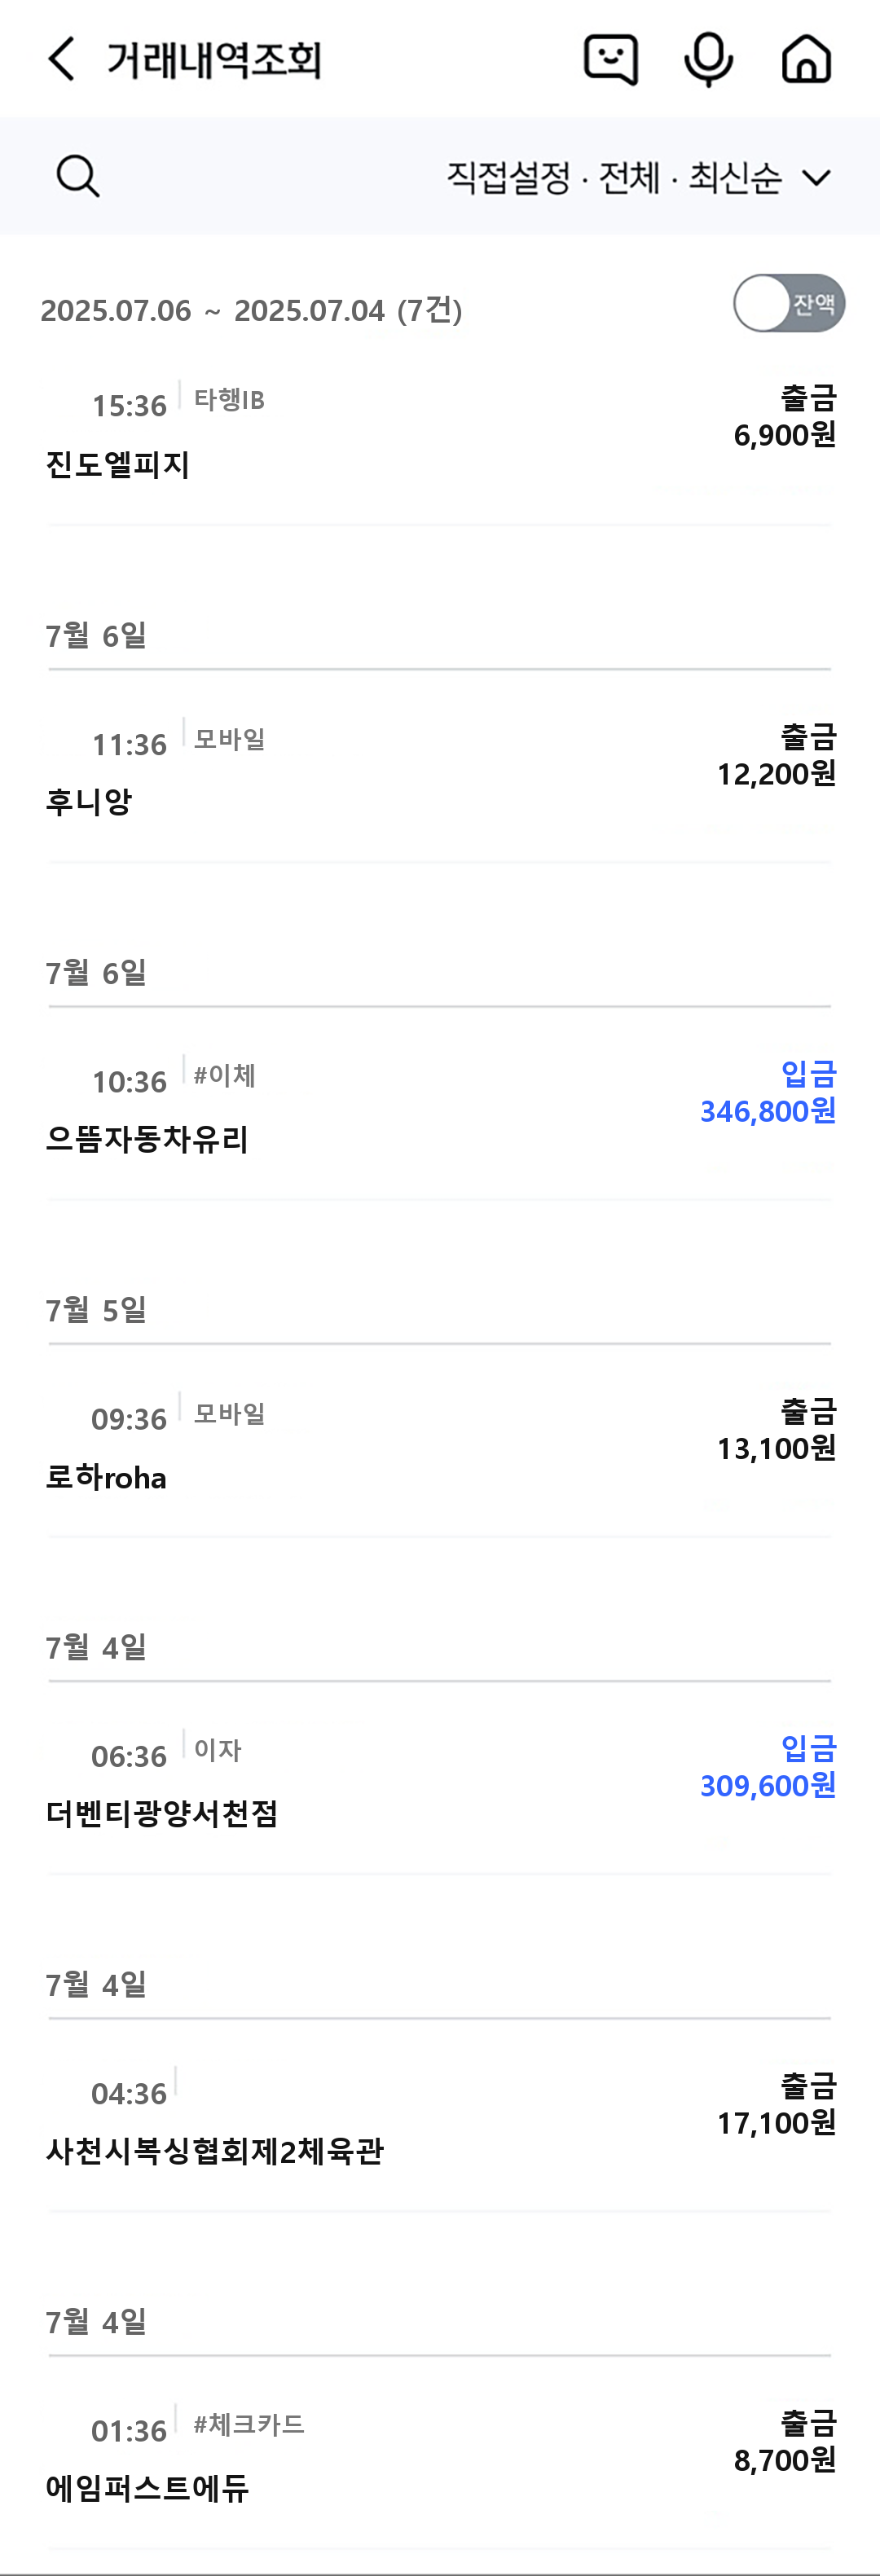 거래내역조회
직접설정 · 전체 · 최신순
2025.07.06 ~ 2025.07.04 (7건)
잔액
15:36 타행IB
출금
6,900원
진도엘피지
7월 6일
11:36 모바일
출금
12,200원
후니앙
7월 6일
10:36 #이체
입금
346,800원
으뜸자동차유리
7월 5일
09:36 모바일
출금
13,100원
로하roha
7월 4일
06:36 이자
입금
309,600원
더벤티광양서천점
7월 4일
04:36
출금
17,100원
사천시복싱협회제2체육관
7월 4일
01:36 #체크카드
출금
8,700원
에임퍼스트에듀